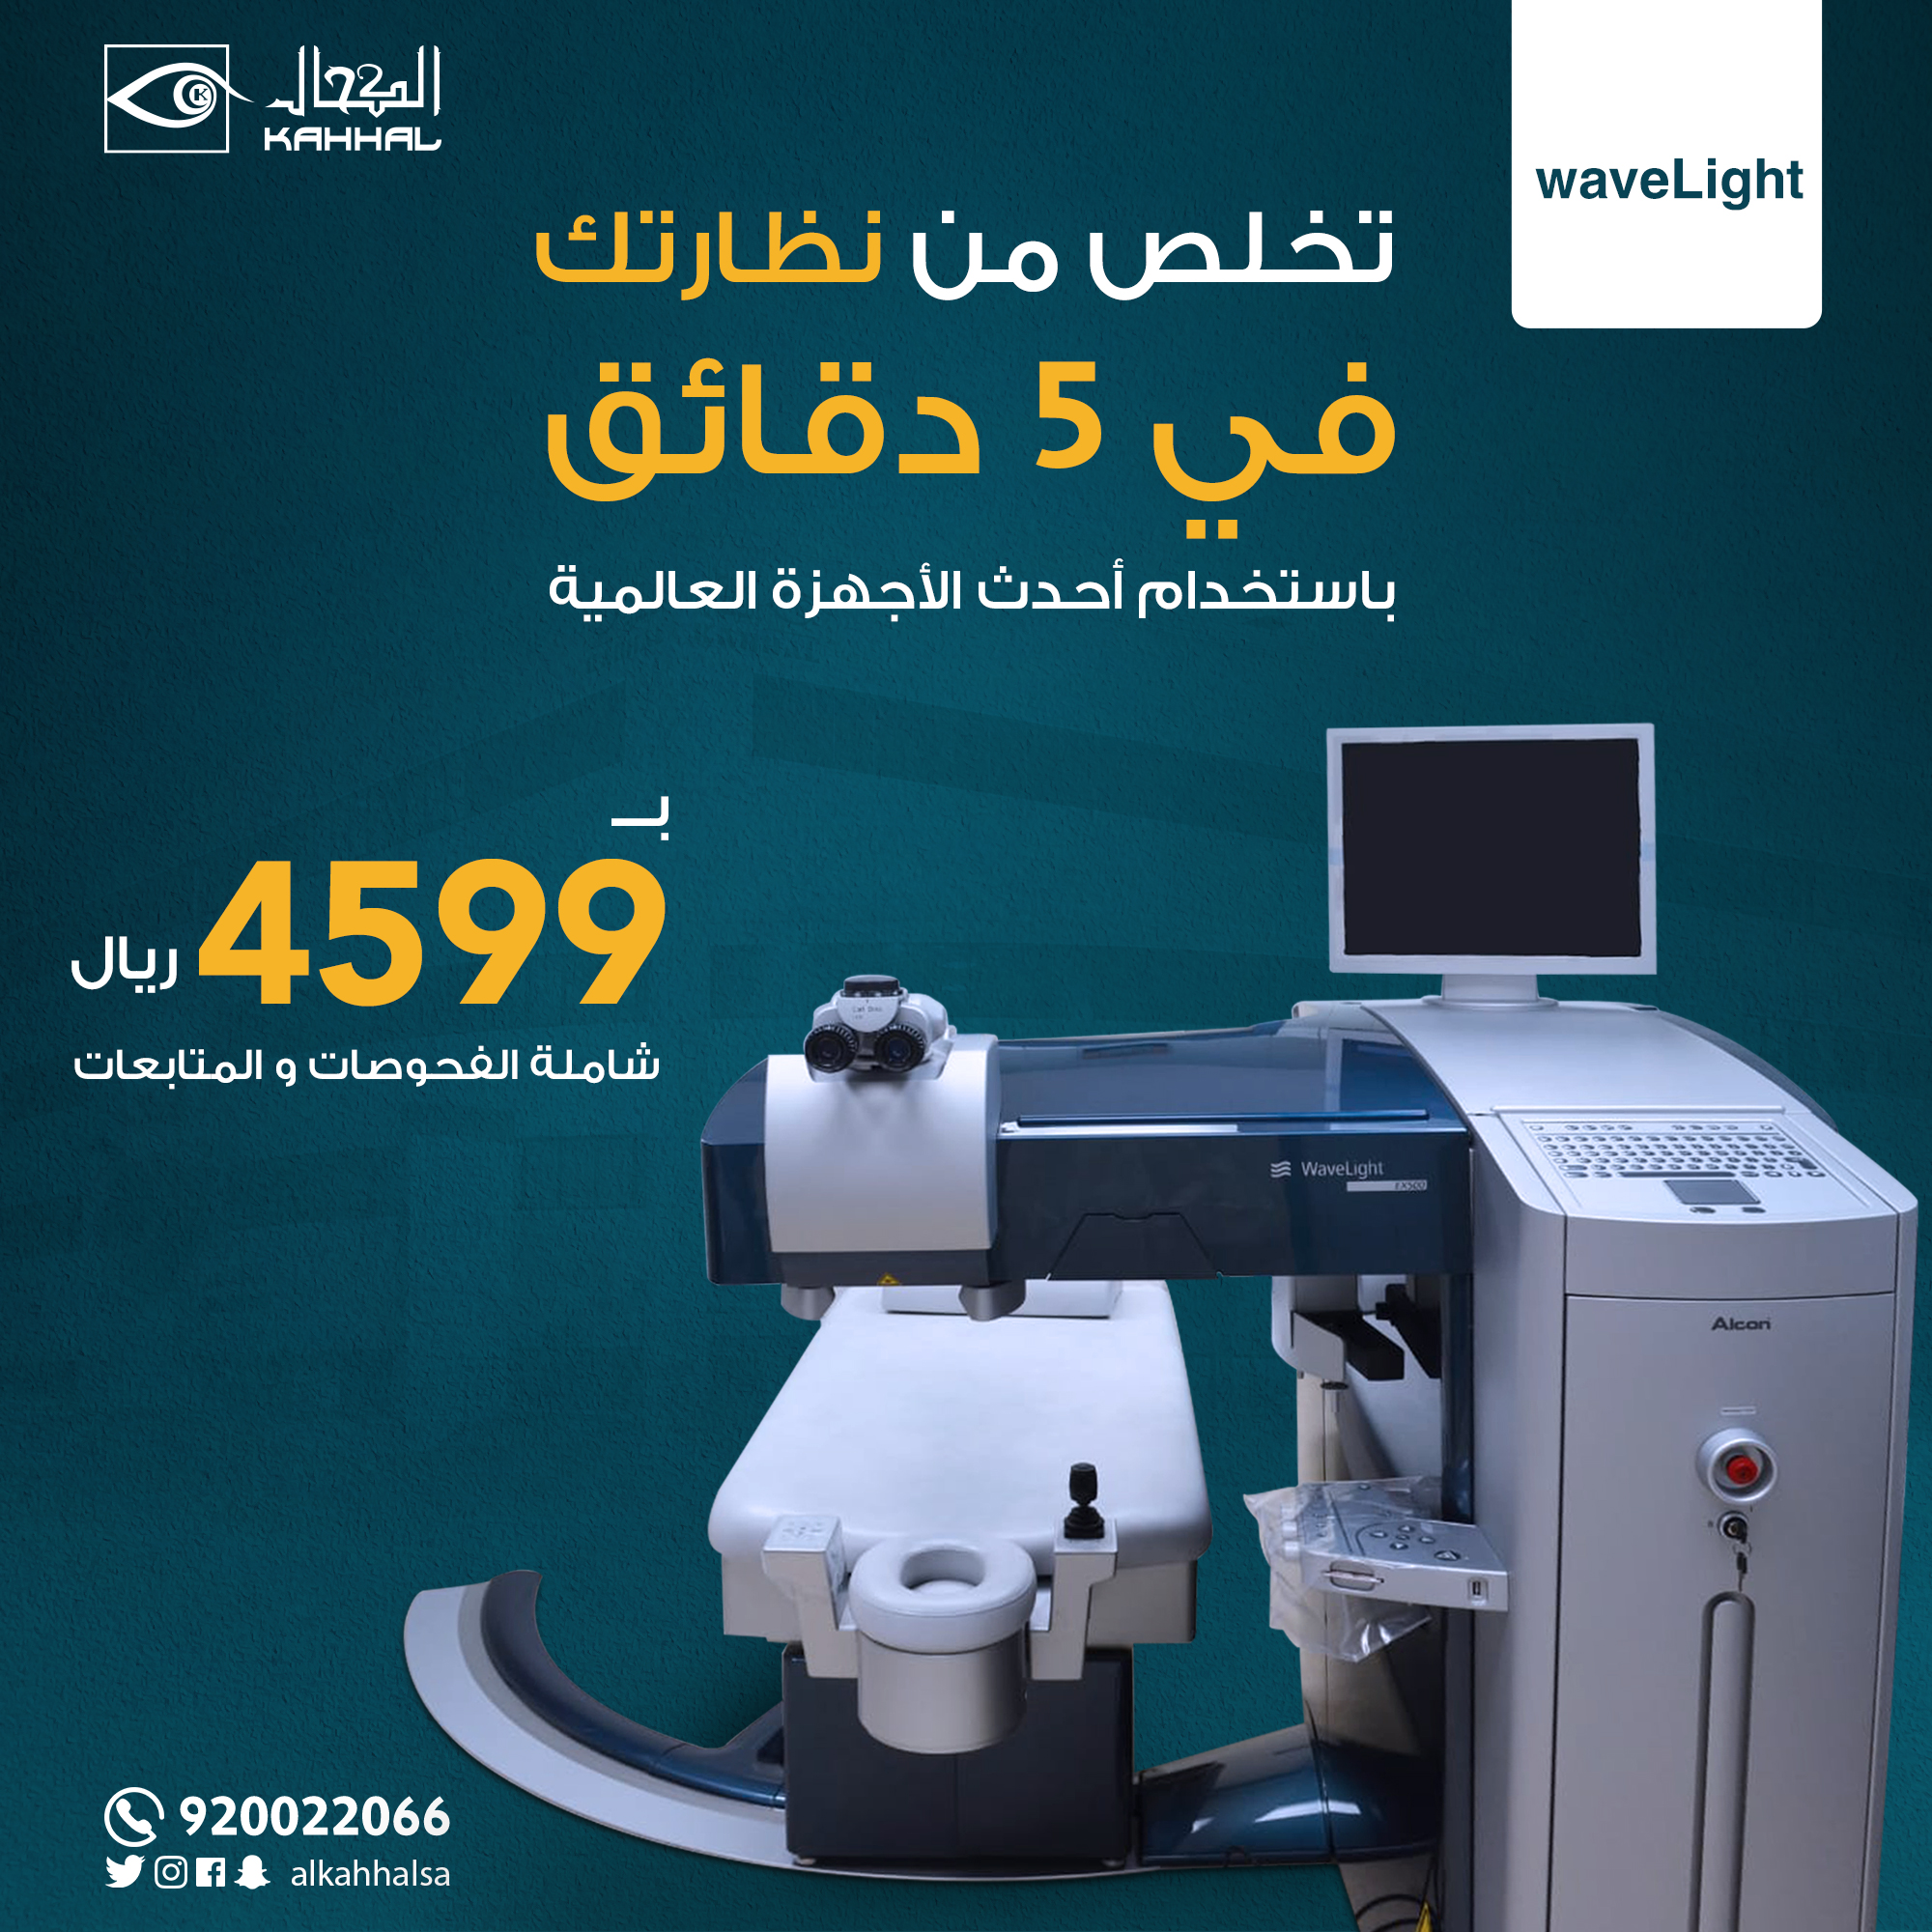 الكحال
KAHHAL
waveLight
تخلص من نظارتك
في 5 دقائق
باستخدام أحدث الأجهزة العالمية
بـ
4599 ريال
شاملة الفحوصات و المتابعات
WaveLight
EX500
Alcon
920022066
alkahhalsa